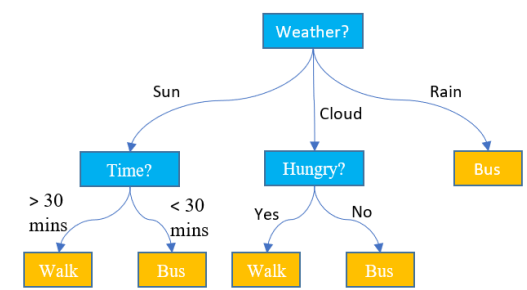 Weather?
Sun
Cloud
Rain
Time?
Hungry?
Bus
> 30
mins
< 30
mins
Yes
No
Walk
Bus
Walk
Bus